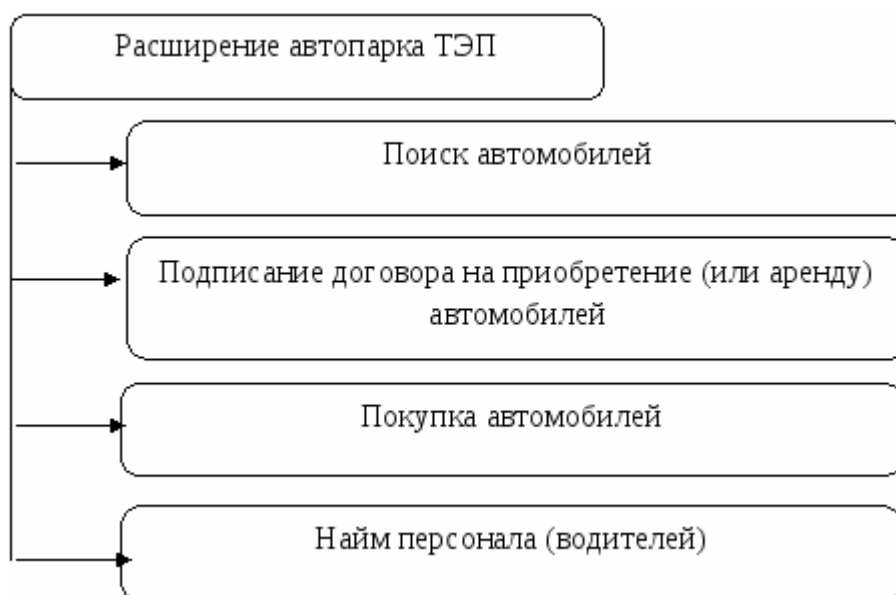 Расширение автопарка ТЭП
Поиск автомобилей
Подписание договора на приобретение (или аренду)
автомобилей
Покупка автомобилей
Найм персонала (водителей)